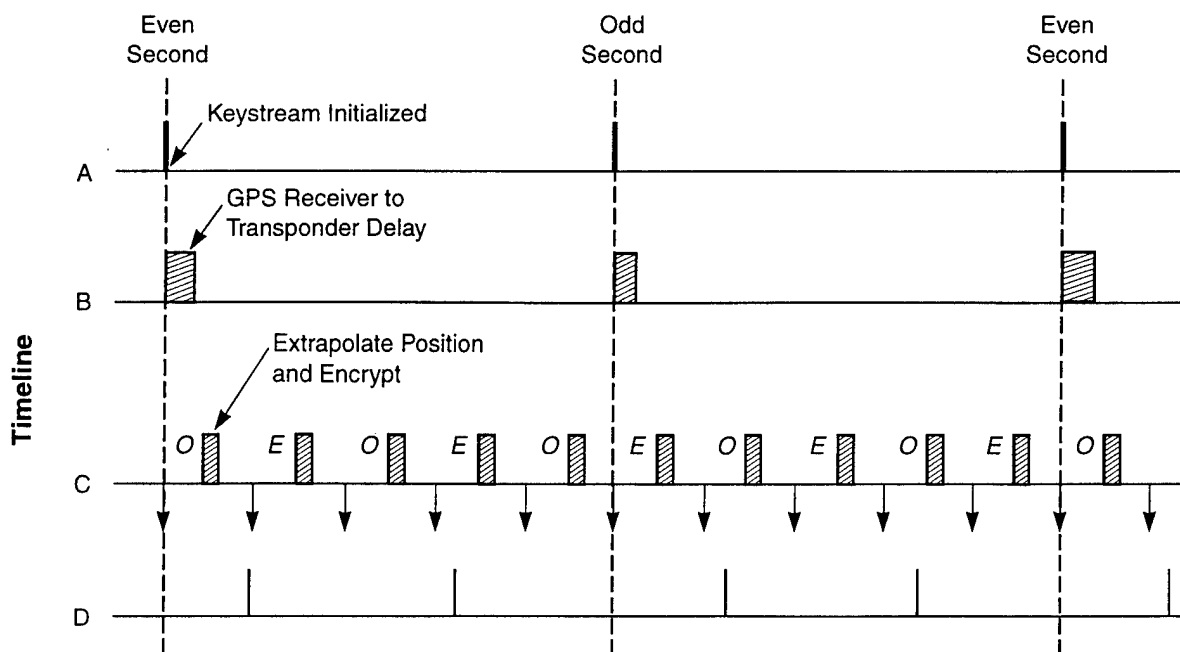 Even
Second
Odd
Second
Even
Second
Keystream Initialized
A
GPS Receiver to
Transponder Delay
B
Timeline
Extrapolate Position
and Encrypt
O E O E O E O E O E O
C
D